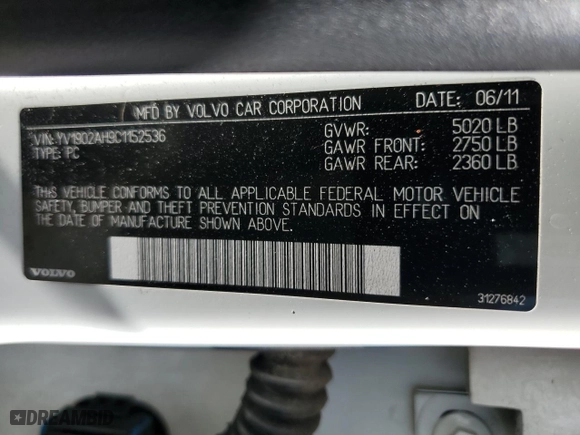 MFD BY VOLVO CAR CORPORATION DATE: 06/11
VIN: YV1902AH9C1152536 GVWR: 5020 LB
TYPE: PC GAWR FRONT: 2750 LB
GAWR REAR: 2360 LB
THIS VEHICLE CONFORMS TO ALL APPLICABLE FEDERAL MOTOR VEHICLE
SAFETY, BUMPER AND THEFT PREVENTION STANDARDS IN EFFECT ON
THE DATE OF MANUFACTURE SHOWN ABOVE.
VOLVO
31276842
DREAMBID